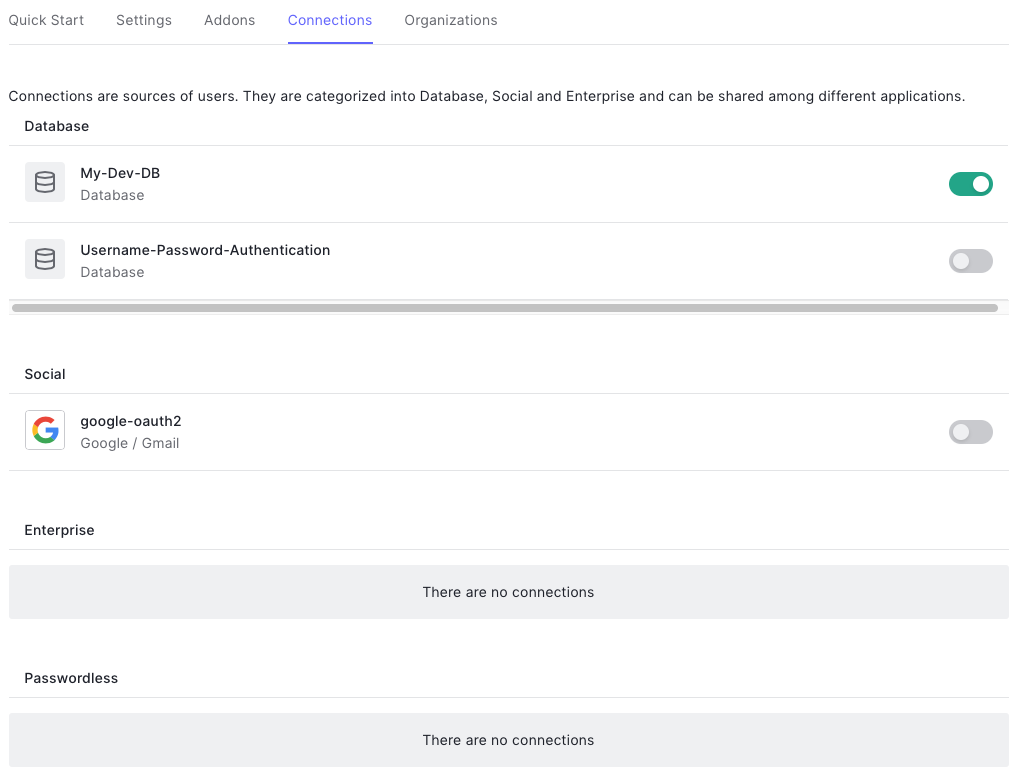 Quick Start Settings Addons Connections Organizations
Connections are sources of users. They are categorized into Database, Social and Enterprise and can be shared among different applications.
Database
My-Dev-DB
Database
Username-Password-Authentication
Database
Social
google-oauth2
Google / Gmail
Enterprise
There are no connections
Passwordless
There are no connections